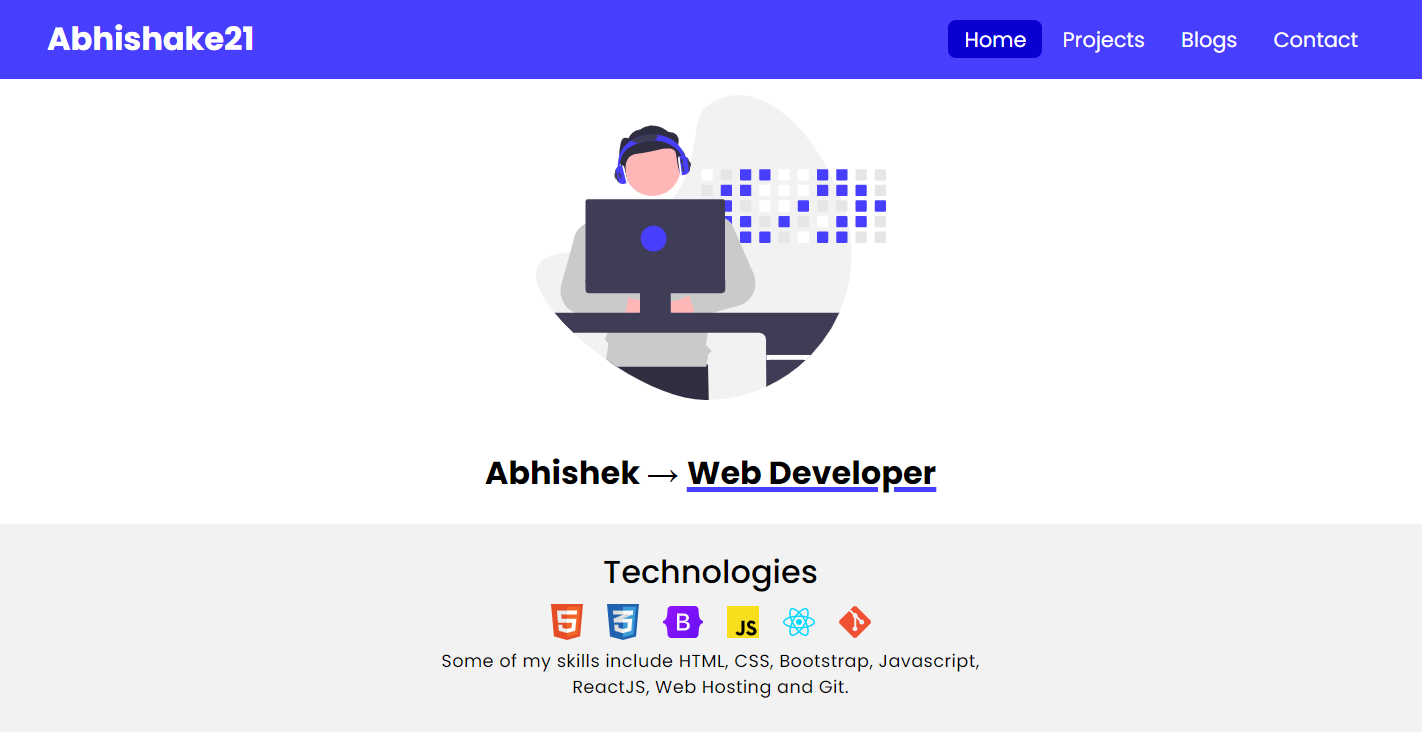 Abhishake21
Home Projects Blogs Contact
Abhishek → Web Developer
Technologies
5 3 B JS
Some of my skills include HTML, CSS, Bootstrap, Javascript,
ReactJS, Web Hosting and Git.